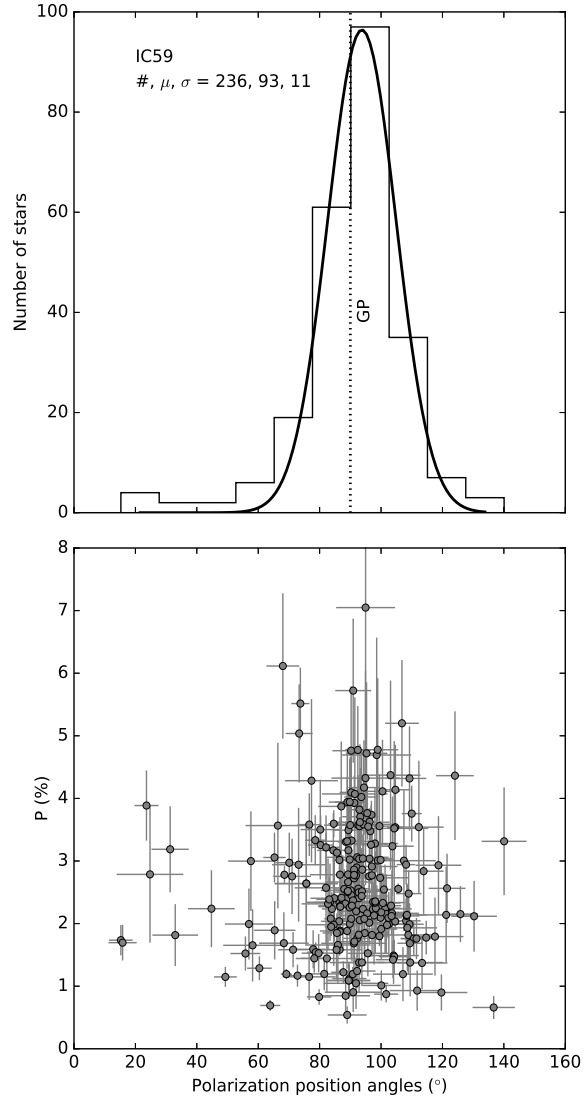 100
IC59
#, μ, σ = 236, 93, 11
80
60
Number of stars
40
GP
20
0
8
7
6
5
P (%)
4
3
2
1
0
0 20 40 60 80 100 120 140 160
Polarization position angles (°)